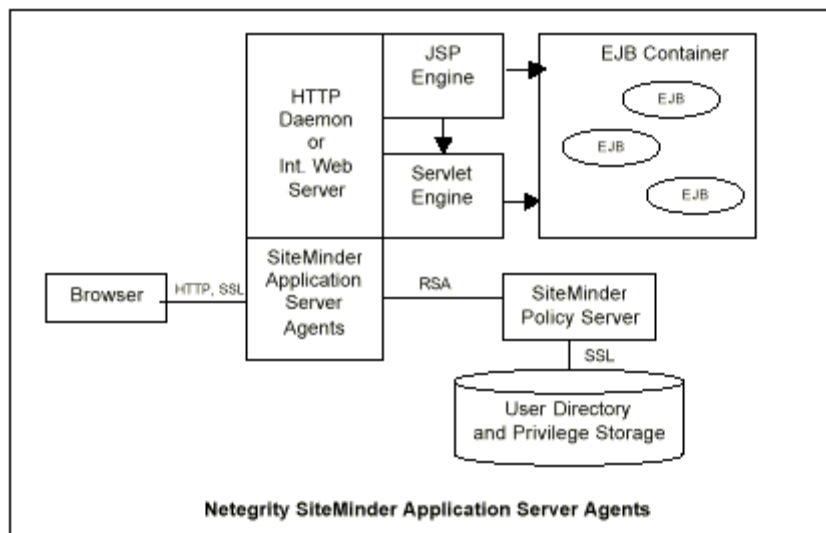 HTTP
Daemon
or
Int. Web
Server
JSP
Engine
Servlet
Engine
EJB Container
EJB
EJB
EJB
Browser
HTTP, SSL
SiteMinder
Application
Server
Agents
RSA
SiteMinder
Policy Server
SSL
User Directory
and Privilege Storage
Netegrity SiteMinder Application Server Agents